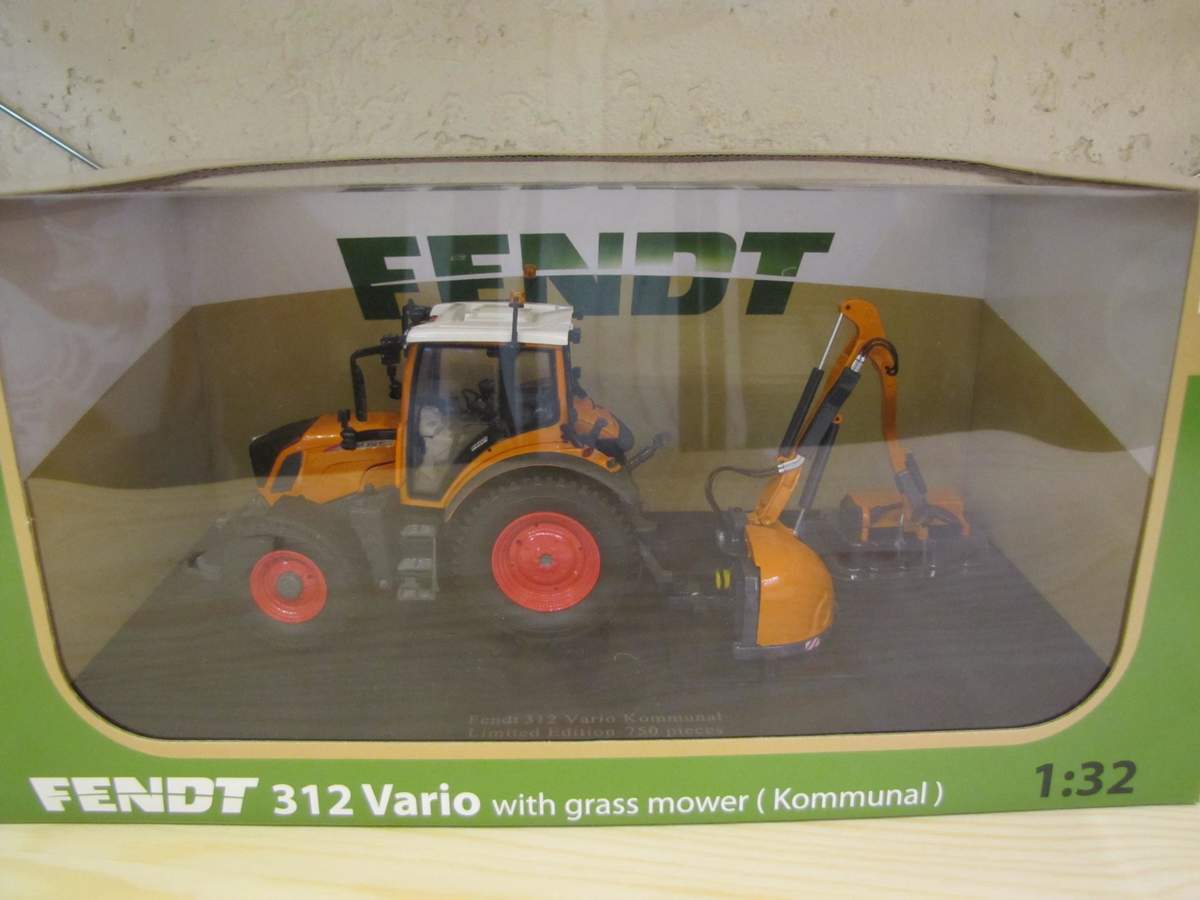 FENDT
Fendt 312 Vario Kommunal
Limited Edition 750 pieces
FENDT 312 Vario with grass mower ( Kommunal )
1:32